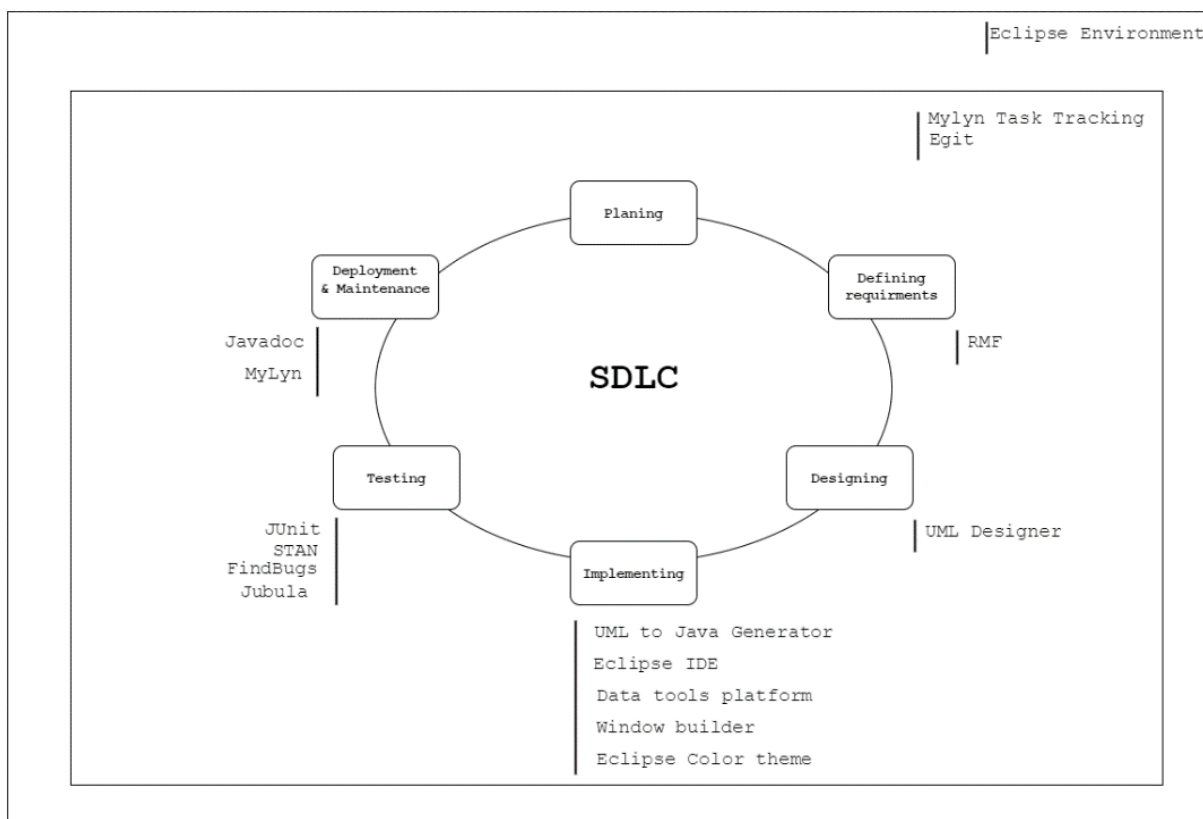 Eclipse Environment
Mylyn Task Tracking
Egit
Planing
Deployment
& Maintenance
Defining
requirments
Javadoc
MyLyn
RMF
SDLC
Testing
Designing
JUnit
STAN
FindBugs
Jubula
UML Designer
Implementing
UML to Java Generator
Eclipse IDE
Data tools platform
Window builder
Eclipse Color theme